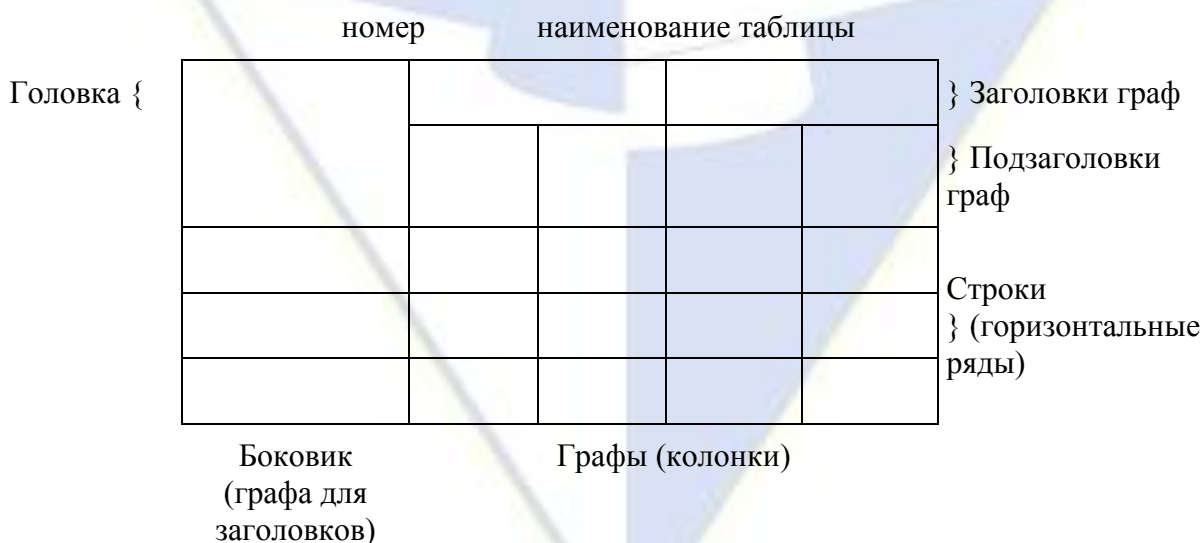 номер наименование таблицы
Головка {
} Заголовки граф
} Подзаголовки
граф
Строки
} (горизонтальные
ряды)
Боковик
(графа для
заголовков)
Графы (колонки)